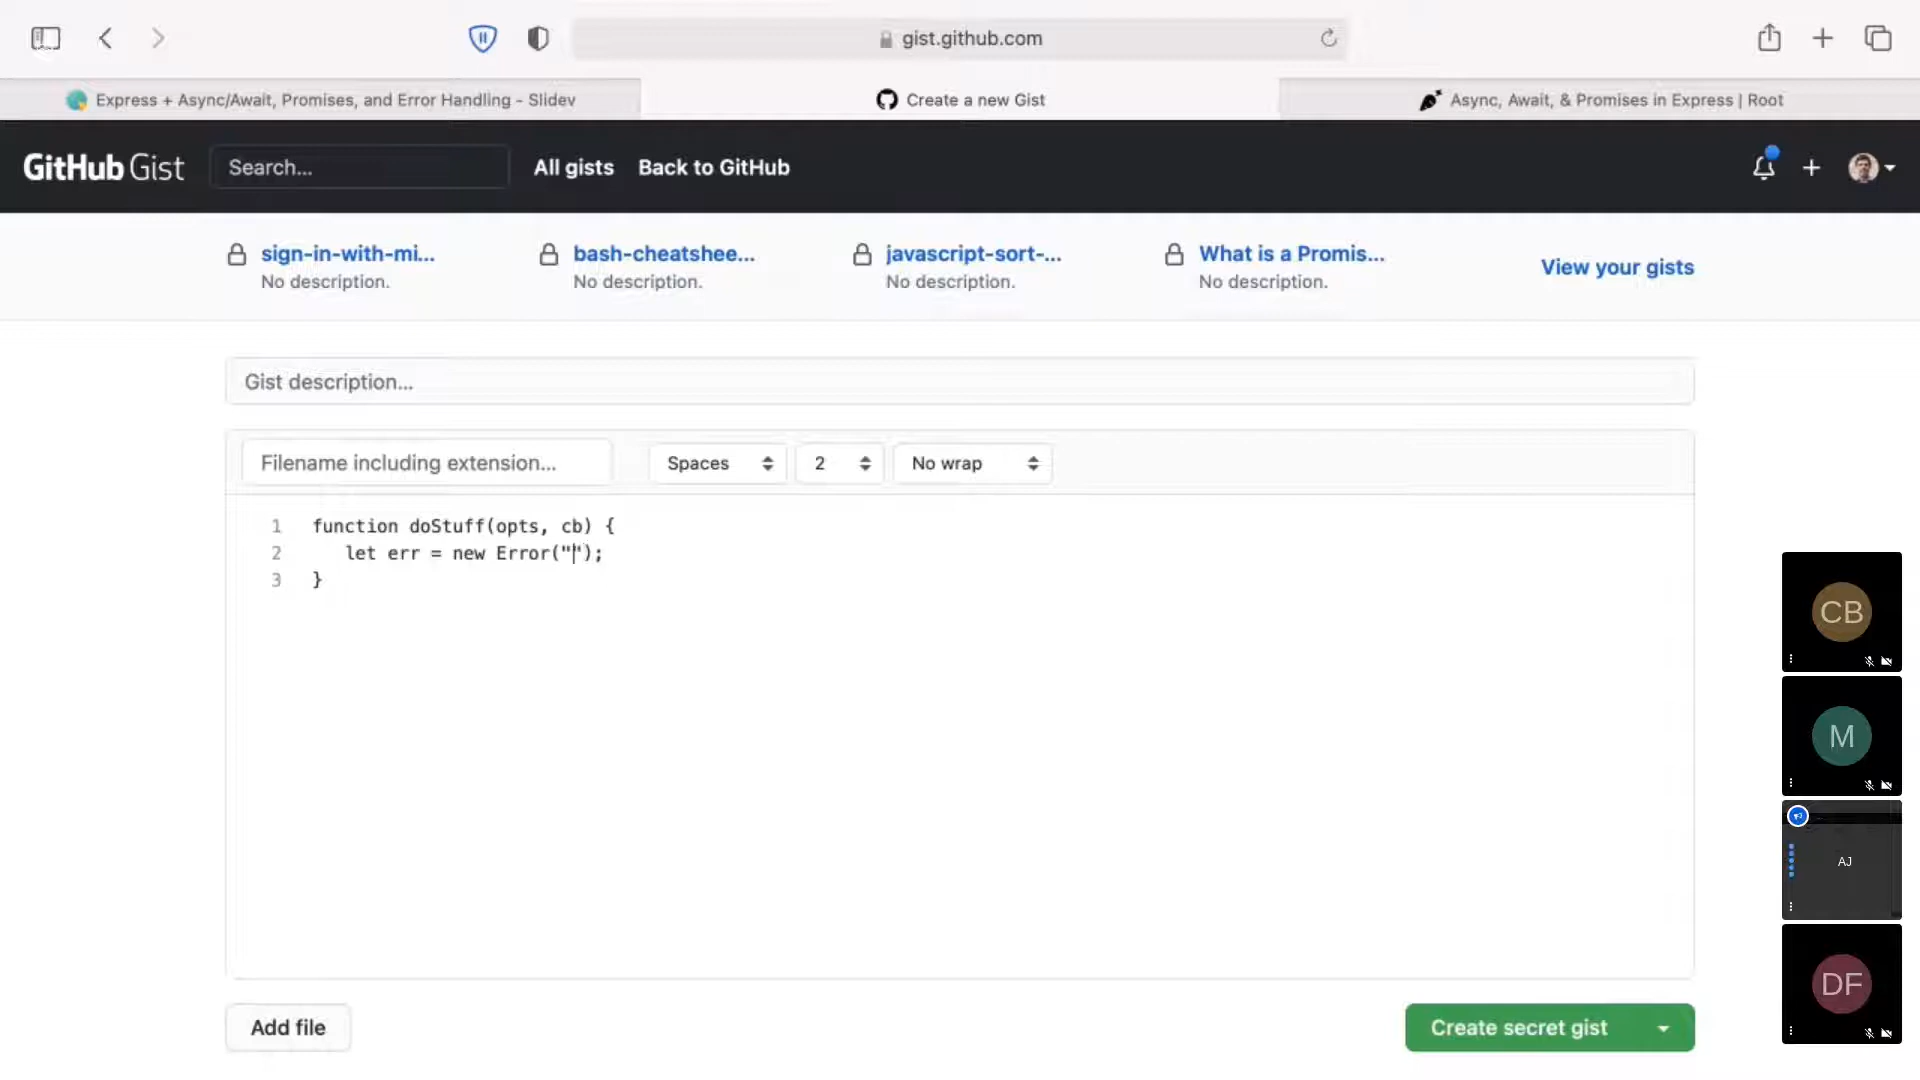 gist.github.com
Express + Async/Await, Promises, and Error Handling - Slidev
Create a new Gist
Async, Await, & Promises in Express | Root
GitHub Gist
Search...
All gists
Back to GitHub
sign-in-with-mi...
No description.
bash-cheatshee...
No description.
javascript-sort-...
No description.
What is a Promis...
No description.
View your gists
Gist description...
Filename including extension...
Spaces
2
No wrap
1 function doStuff(opts, cb) {
2 let err = new Error("");
3 }
Add file
Create secret gist
CB
M
AJ
DF